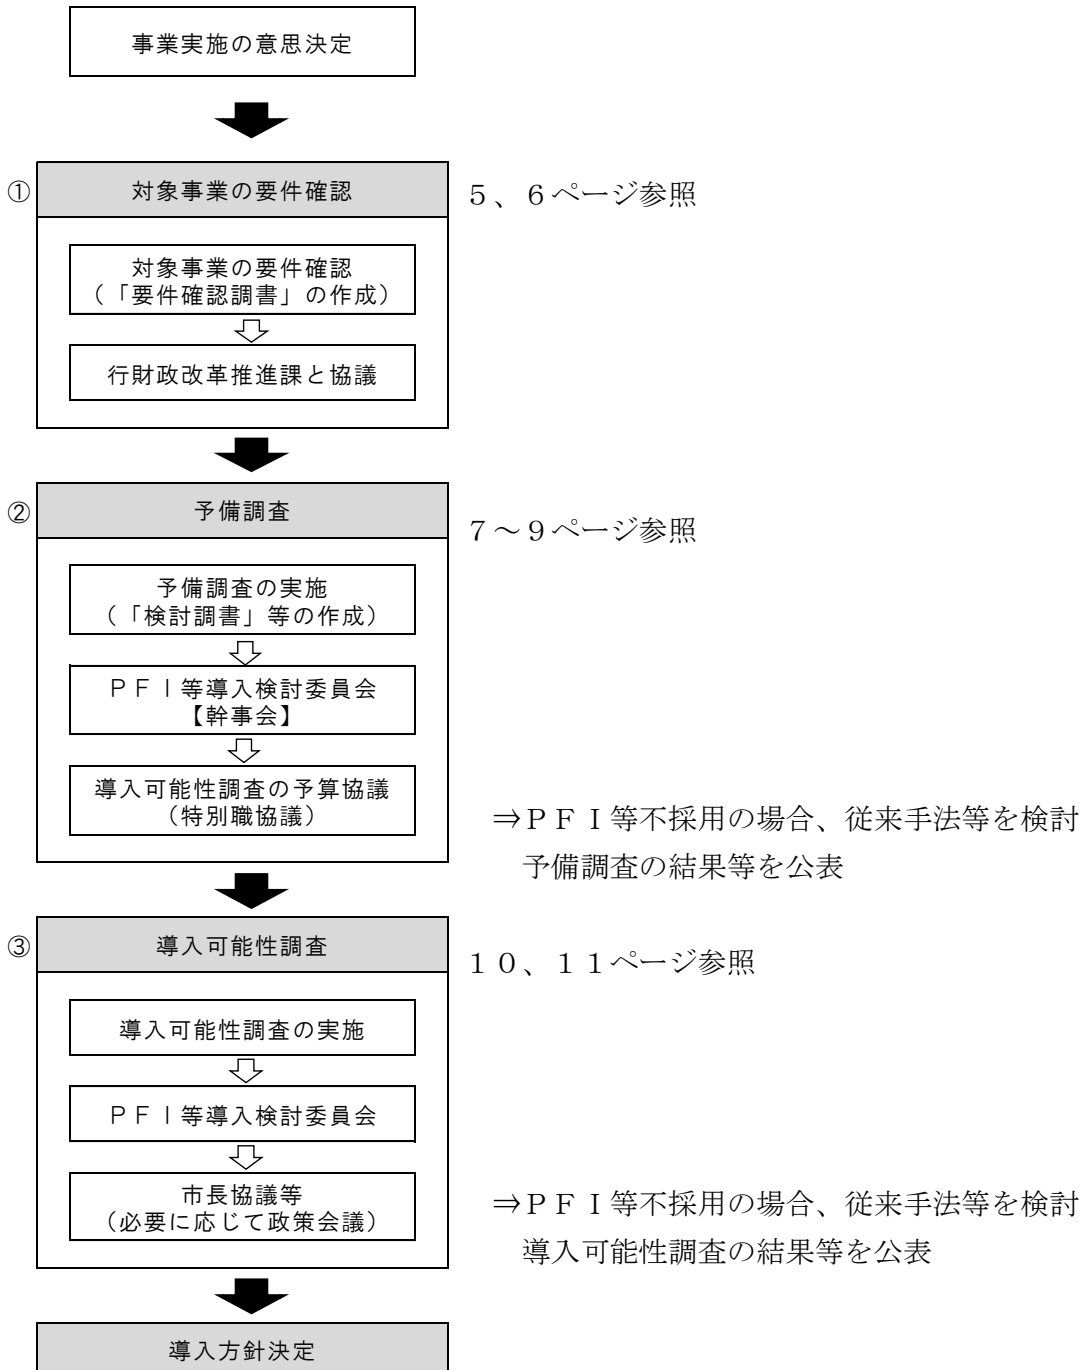 事業実施の意思決定
① 対象事業の要件確認 ５、６ページ参照
対象事業の要件確認
（「要件確認調書」の作成）
行財政改革推進課と協議
② 予備調査
７～９ページ参照
予備調査の実施
（「検討調書」等の作成）
ＰＦＩ等導入検討委員会
【幹事会】
導入可能性調査の予算協議
（特別職協議）
⇒ＰＦＩ等不採用の場合、従来手法等を検討
予備調査の結果等を公表
③ 導入可能性調査
１０、１１ページ参照
導入可能性調査の実施
ＰＦＩ等導入検討委員会
市長協議等
（必要に応じて政策会議）
⇒ＰＦＩ等不採用の場合、従来手法等を検討
導入可能性調査の結果等を公表
導入方針決定